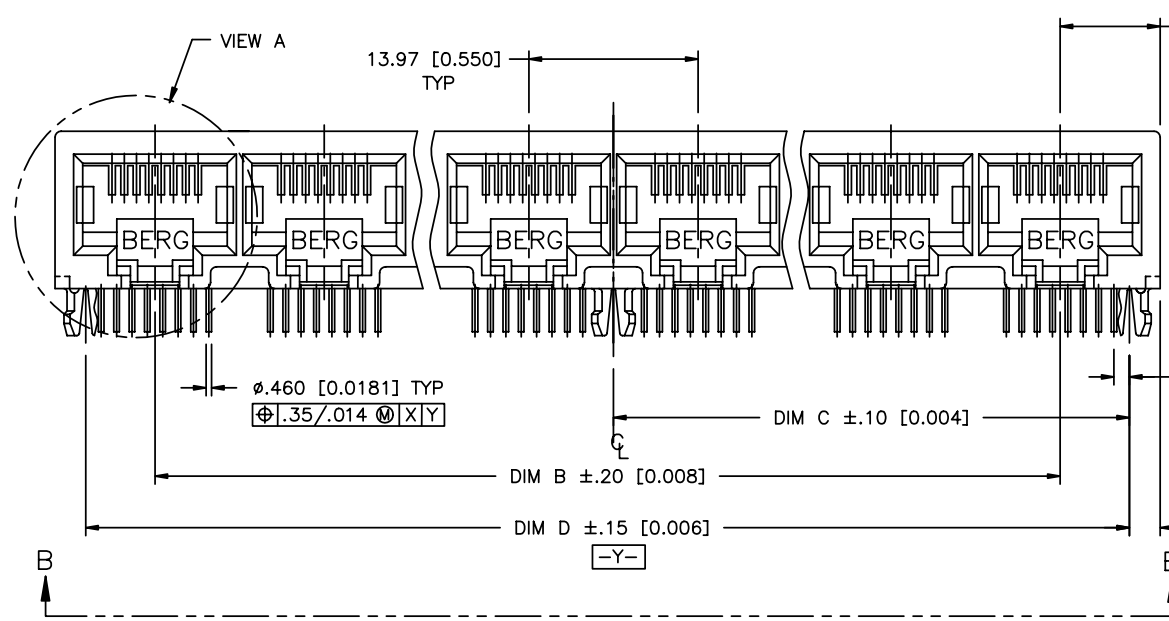 VIEW A
13.97 [0.550]
TYP
BERG BERG BERG BERG BERG BERG
ø.460 [0.0181] TYP
⌖ .35/.014 Ⓜ X Y
DIM C ±.10 [0.004]
℄
DIM B ±.20 [0.008]
DIM D ±.15 [0.006]
-Y-
B